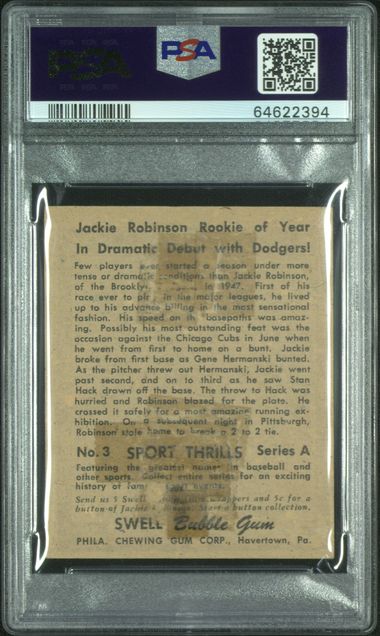 PSA
PSA
64622394
Jackie Robinson Rookie of Year
In Dramatic Debut with Dodgers!
Few players ever started a season under more
tense or dramatic conditions than Jackie Robinson,
of the Brooklyn in 1947. First of his
race ever to play in the major leagues, he lived
up to his advance billing in the most sensational
fashion. His speed on the basepaths was amaz-
ing. Possibly his most outstanding feat was the
occasion against the Chicago Cubs in June when
he went from first to home on a bunt. Jackie
broke from first base as Gene Hermanski bunted.
As the pitcher threw out Hermanski, Jackie went
past second, and on to third as he saw Stan
Hack drawn off the base. The throw to Hack was
hurried and Robinson blazed for the plate. He
crossed it safely for a most amazing running ex-
hibition. On a subsequent night in Pittsburgh,
Robinson stole home to break a 2 to 2 tie.
No. 3 SPORT THRILLS Series A
Featuring the greatest names in baseball and
other sports. Collect entire series for an exciting
history of famous sport events.
Send us 5 Swell wrappers and 5c for a
button of Jackie Start a button collection.
SWELL Bubble Gum
PHILA. CHEWING GUM CORP., Havertown, Pa.